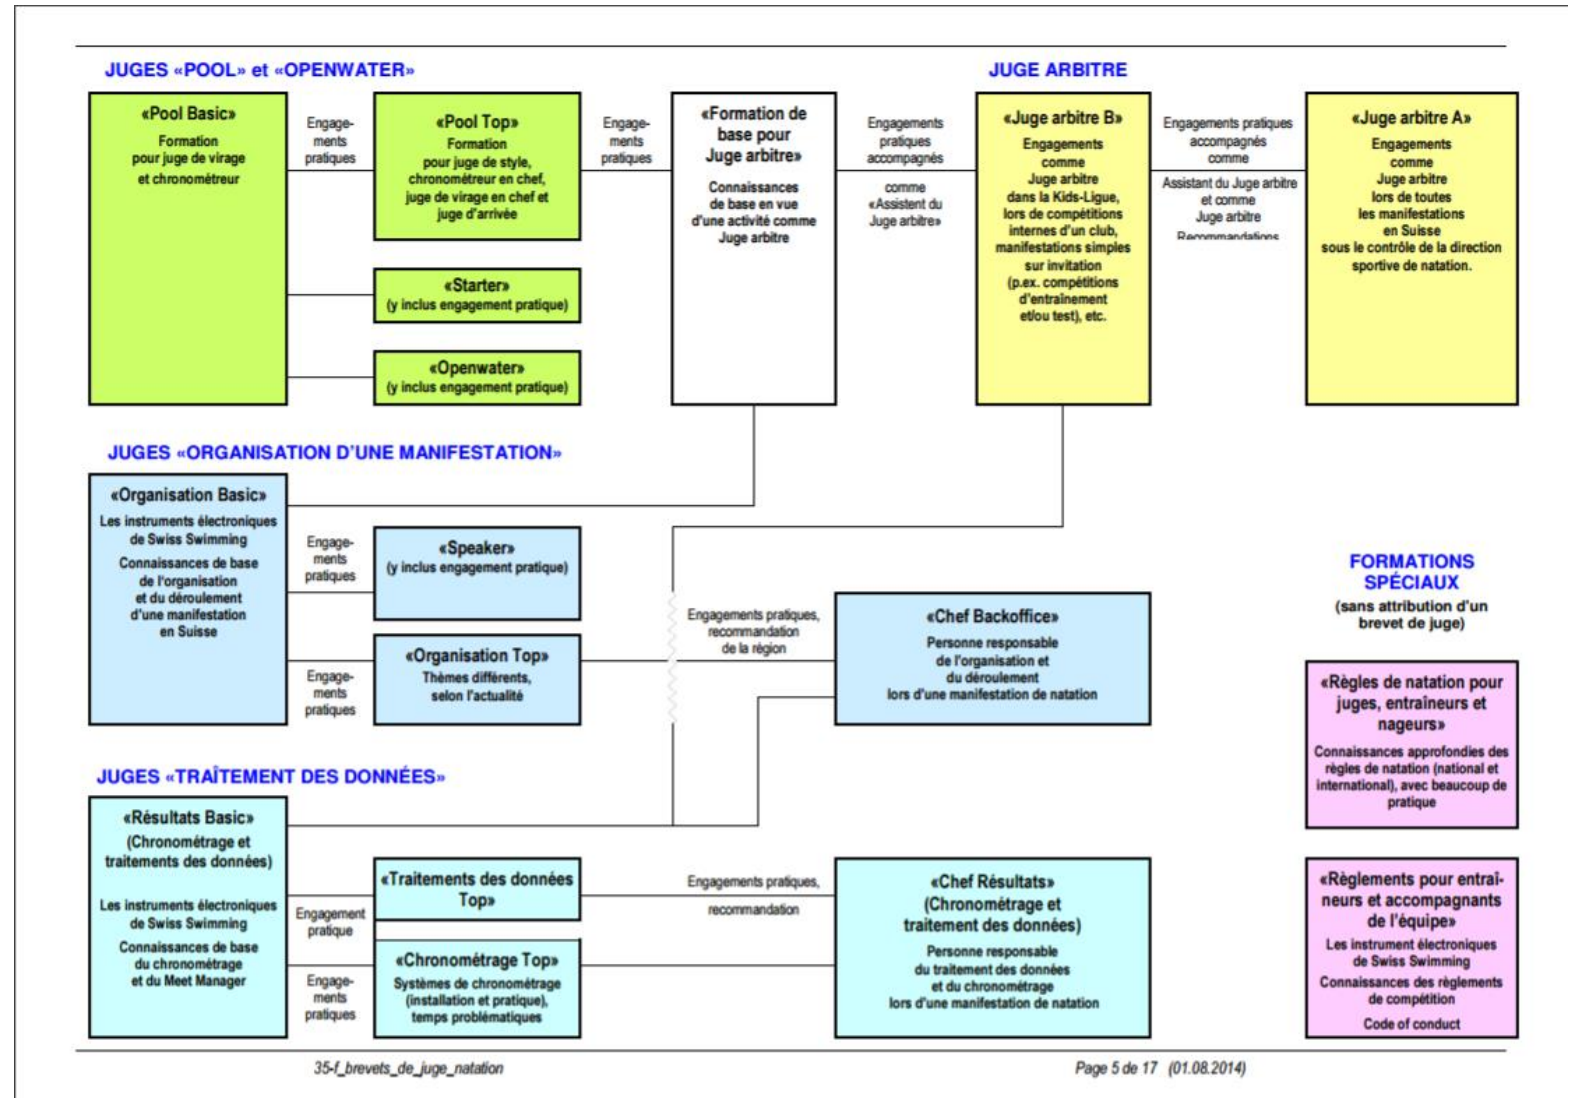 JUGES «POOL» et «OPENWATER»
JUGE ARBITRE
«Pool Basic»
Formation
pour juge de virage
et chronométreur
Engage-
ments
pratiques
«Pool Top»
Formation
pour juge de style,
chronométreur en chef,
juge de virage en chef et
juge d'arrivée
Engage-
ments
pratiques
«Formation de
base pour
Juge arbitre»
Connaissances
de base en vue
d'une activité comme
Juge arbitre
Engagements
pratiques
accompagnés
comme
«Assistent du
Juge arbitre»
«Juge arbitre B»
Engagements
comme
Juge arbitre
dans la Kids-Ligue,
lors de compétitions
internes d'un club,
manifestations simples
sur invitation
(p.ex. compétitions
d'entraînement
et/ou test), etc.
Engagements pratiques
accompagnés
comme
Assistant du Juge arbitre
et comme
Juge arbitre
Recommandations
«Juge arbitre A»
Engagements
comme
Juge arbitre
lors de toutes
les manifestations
en Suisse
sous le contrôle de la direction
sportive de natation.
«Starter»
(y inclus engagement pratique)
«Openwater»
(y inclus engagement pratique)
JUGES «ORGANISATION D'UNE MANIFESTATION»
«Organisation Basic»
Les instruments électroniques
de Swiss Swimming
Connaissances de base
de l'organisation
et du déroulement
d'une manifestation
en Suisse
Engage-
ments
pratiques
«Speaker»
(y inclus engagement pratique)
Engage-
ments
pratiques
«Organisation Top»
Thèmes différents,
selon l'actualité
Engagements pratiques,
recommandation
de la région
«Chef Backoffice»
Personne responsable
de l'organisation et
du déroulement
lors d'une manifestation de natation
FORMATIONS
SPÉCIAUX
(sans attribution d'un
brevet de juge)
«Règles de natation pour
juges, entraîneurs et
nageurs»
Connaissances approfondies des
règles de natation (national et
international), avec beaucoup de
pratique
JUGES «TRAÎTEMENT DES DONNÉES»
«Résultats Basic»
(Chronométrage et
traitements des données)
Les instruments électroniques
de Swiss Swimming
Connaissances de base
du chronométrage
et du Meet Manager
Engagement
pratique
«Traitements des données
Top»
Engage-
ments
pratiques
«Chronométrage Top»
Systèmes de chronométrage
(installation et pratique),
temps problématiques
Engagements pratiques,
recommandation
«Chef Résultats»
(Chronométrage et
traitement des données)
Personne responsable
du traitement des données
et du chronométrage
lors d'une manifestation de natation
«Règlements pour entraî-
neurs et accompagnants
de l'équipe»
Les instrument électroniques
de Swiss Swimming
Connaissances des règlements
de compétition
Code of conduct
35-f_brevets_de_juge_natation
Page 5 de 17 (01.08.2014)